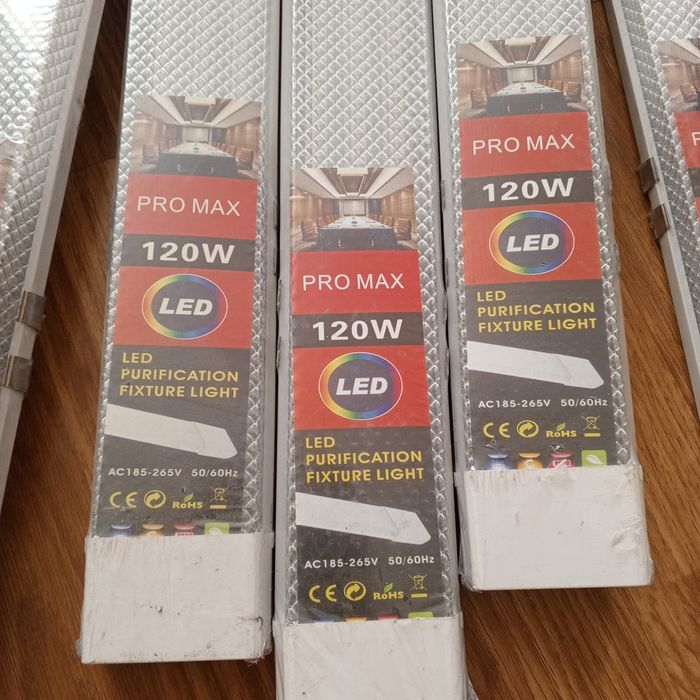 PRO MAX
120W
LED
LED
PURIFICATION
FIXTURE LIGHT
AC185-265V 50/60Hz
CE RoHS
PRO MAX
120W
LED
LED
PURIFICATION
FIXTURE LIGHT
AC185-265V 50/60Hz
CE RoHS
PRO MAX
120W
LED
LED
PURIFICATION
FIXTURE LIGHT
AC185-265V 50/60Hz
CE RoHS